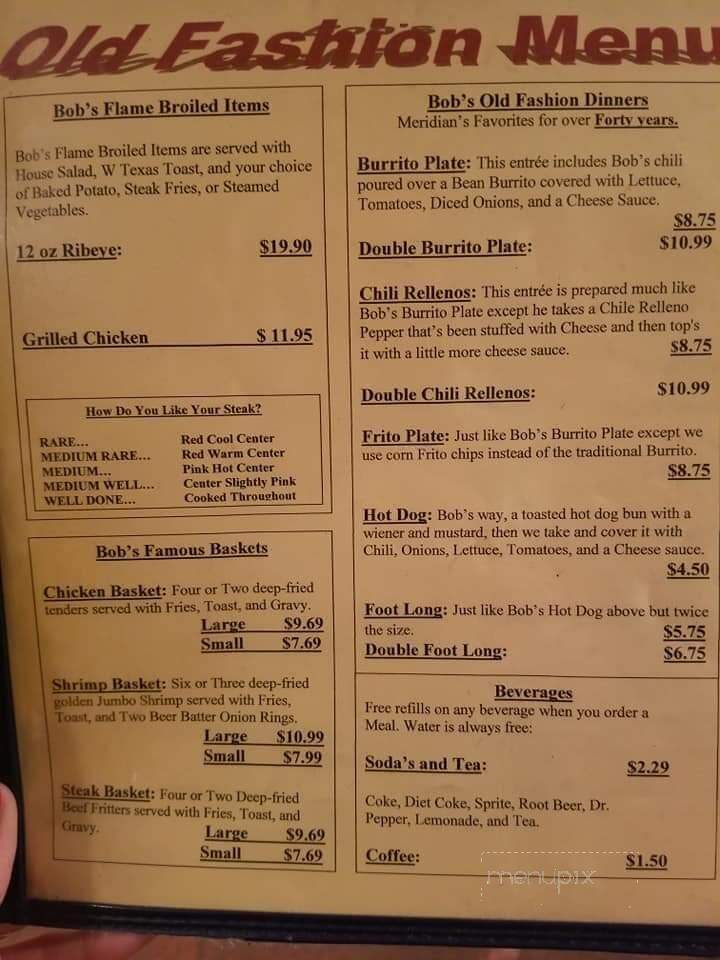 Old Fashion Menu
Bob's Flame Broiled Items
Bob's Flame Broiled Items are served with
House Salad, W Texas Toast, and your choice
of Baked Potato, Steak Fries, or Steamed
Vegetables.
12 oz Ribeye: $19.90
Grilled Chicken $ 11.95
How Do You Like Your Steak?
RARE... Red Cool Center
MEDIUM RARE... Red Warm Center
MEDIUM... Pink Hot Center
MEDIUM WELL... Center Slightly Pink
WELL DONE... Cooked Throughout
Bob's Famous Baskets
Chicken Basket: Four or Two deep-fried
tenders served with Fries, Toast, and Gravy.
Large $9.69
Small $7.69
Shrimp Basket: Six or Three deep-fried
golden Jumbo Shrimp served with Fries,
Toast, and Two Beer Batter Onion Rings.
Large $10.99
Small $7.99
Steak Basket: Four or Two Deep-fried
Beef Fritters served with Fries, Toast, and
Gravy.
Large $9.69
Small $7.69
Bob's Old Fashion Dinners
Meridian's Favorites for over Forty years.
Burrito Plate: This entrée includes Bob's chili
poured over a Bean Burrito covered with Lettuce,
Tomatoes, Diced Onions, and a Cheese Sauce.
$8.75
Double Burrito Plate: $10.99
Chili Rellenos: This entrée is prepared much like
Bob's Burrito Plate except he takes a Chile Relleno
Pepper that's been stuffed with Cheese and then top's
it with a little more cheese sauce. $8.75
Double Chili Rellenos: $10.99
Frito Plate: Just like Bob's Burrito Plate except we
use corn Frito chips instead of the traditional Burrito.
$8.75
Hot Dog: Bob's way, a toasted hot dog bun with a
wiener and mustard, then we take and cover it with
Chili, Onions, Lettuce, Tomatoes, and a Cheese sauce.
$4.50
Foot Long: Just like Bob's Hot Dog above but twice
the size. $5.75
Double Foot Long: $6.75
Beverages
Free refills on any beverage when you order a
Meal. Water is always free:
Soda's and Tea: $2.29
Coke, Diet Coke, Sprite, Root Beer, Dr.
Pepper, Lemonade, and Tea.
Coffee: $1.50
menupix